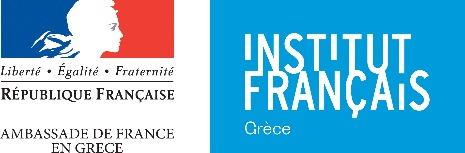 Liberté • Égalité • Fraternité
RÉPUBLIQUE FRANÇAISE
AMBASSADE DE FRANCE
EN GRECE
INSTITUT
FRANÇAIS
Grèce